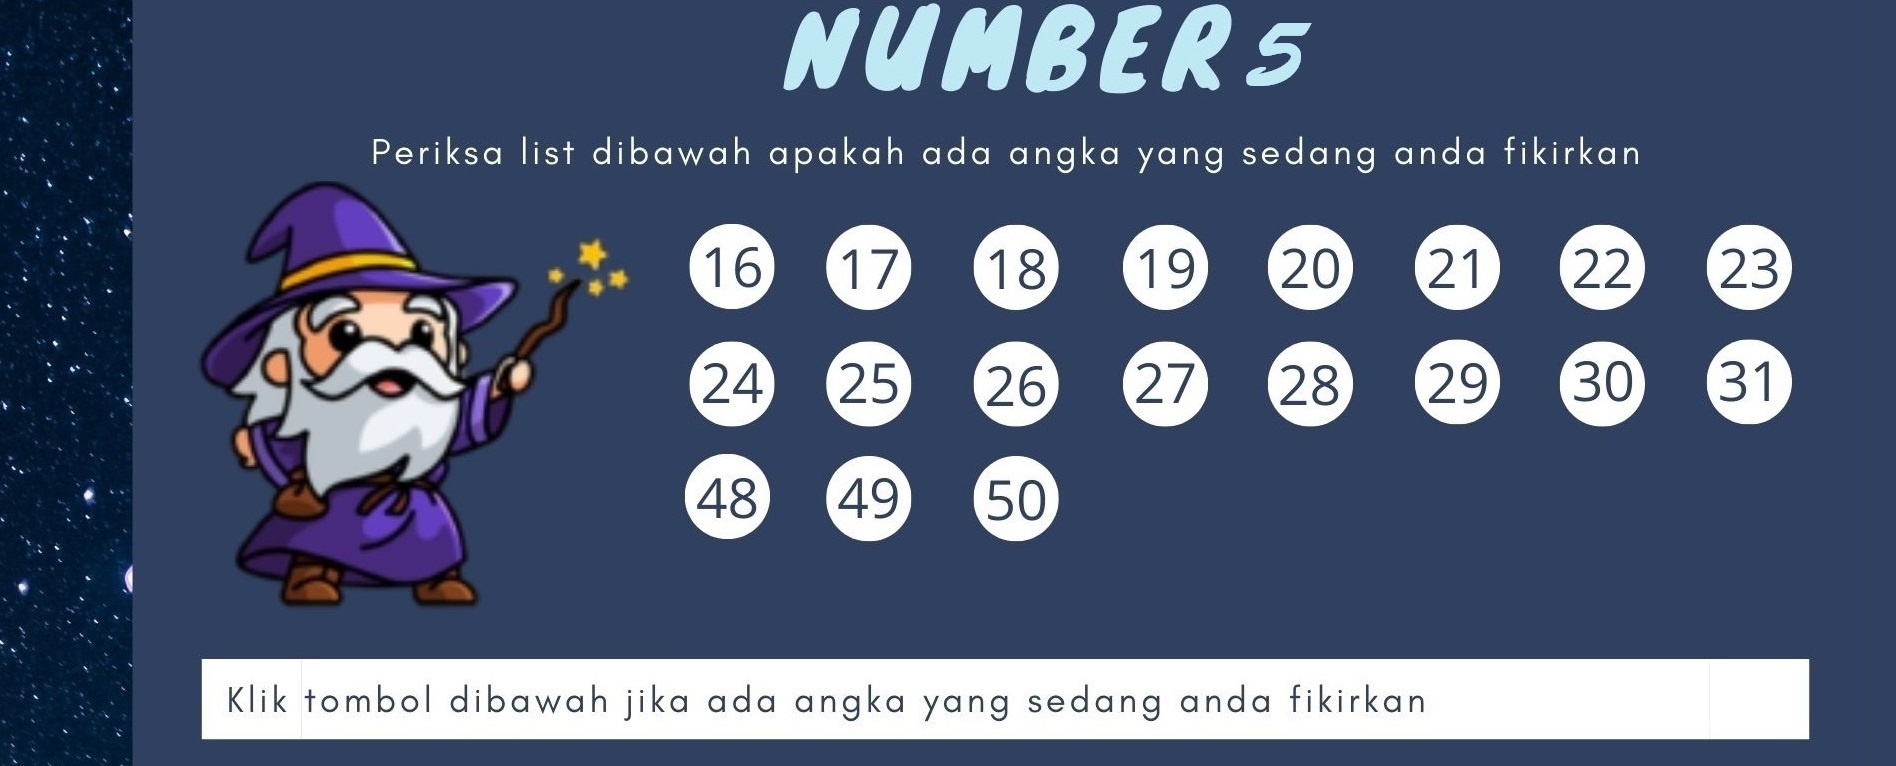 NUMBER 5
Periksa list dibawah apakah ada angka yang sedang anda fikirkan
16 17 18 19 20 21 22 23
24 25 26 27 28 29 30 31
48 49 50
Klik tombol dibawah jika ada angka yang sedang anda fikirkan